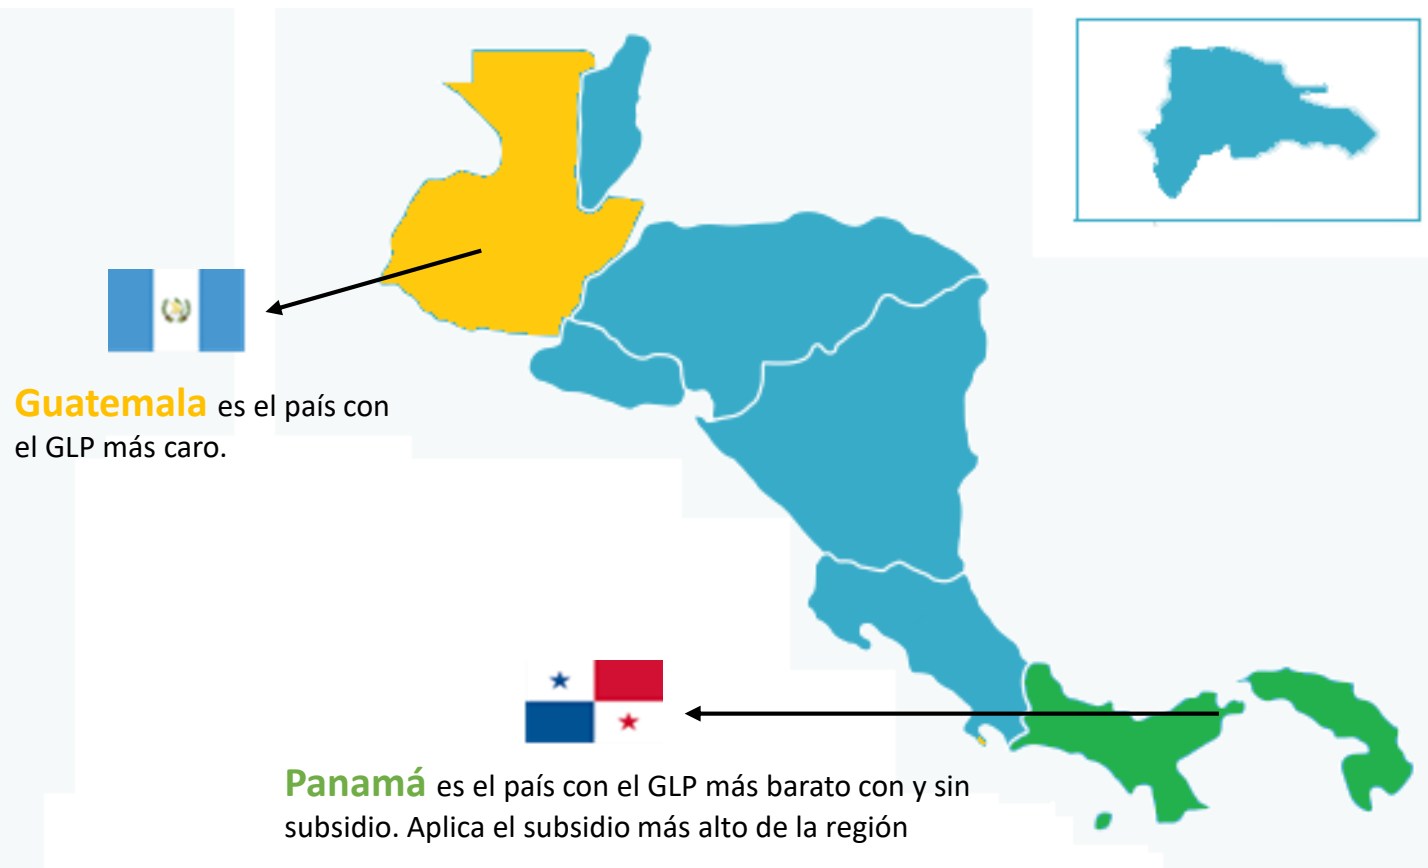 Guatemala es el país con
el GLP más caro.
Panamá es el país con el GLP más barato con y sin
subsidio. Aplica el subsidio más alto de la región